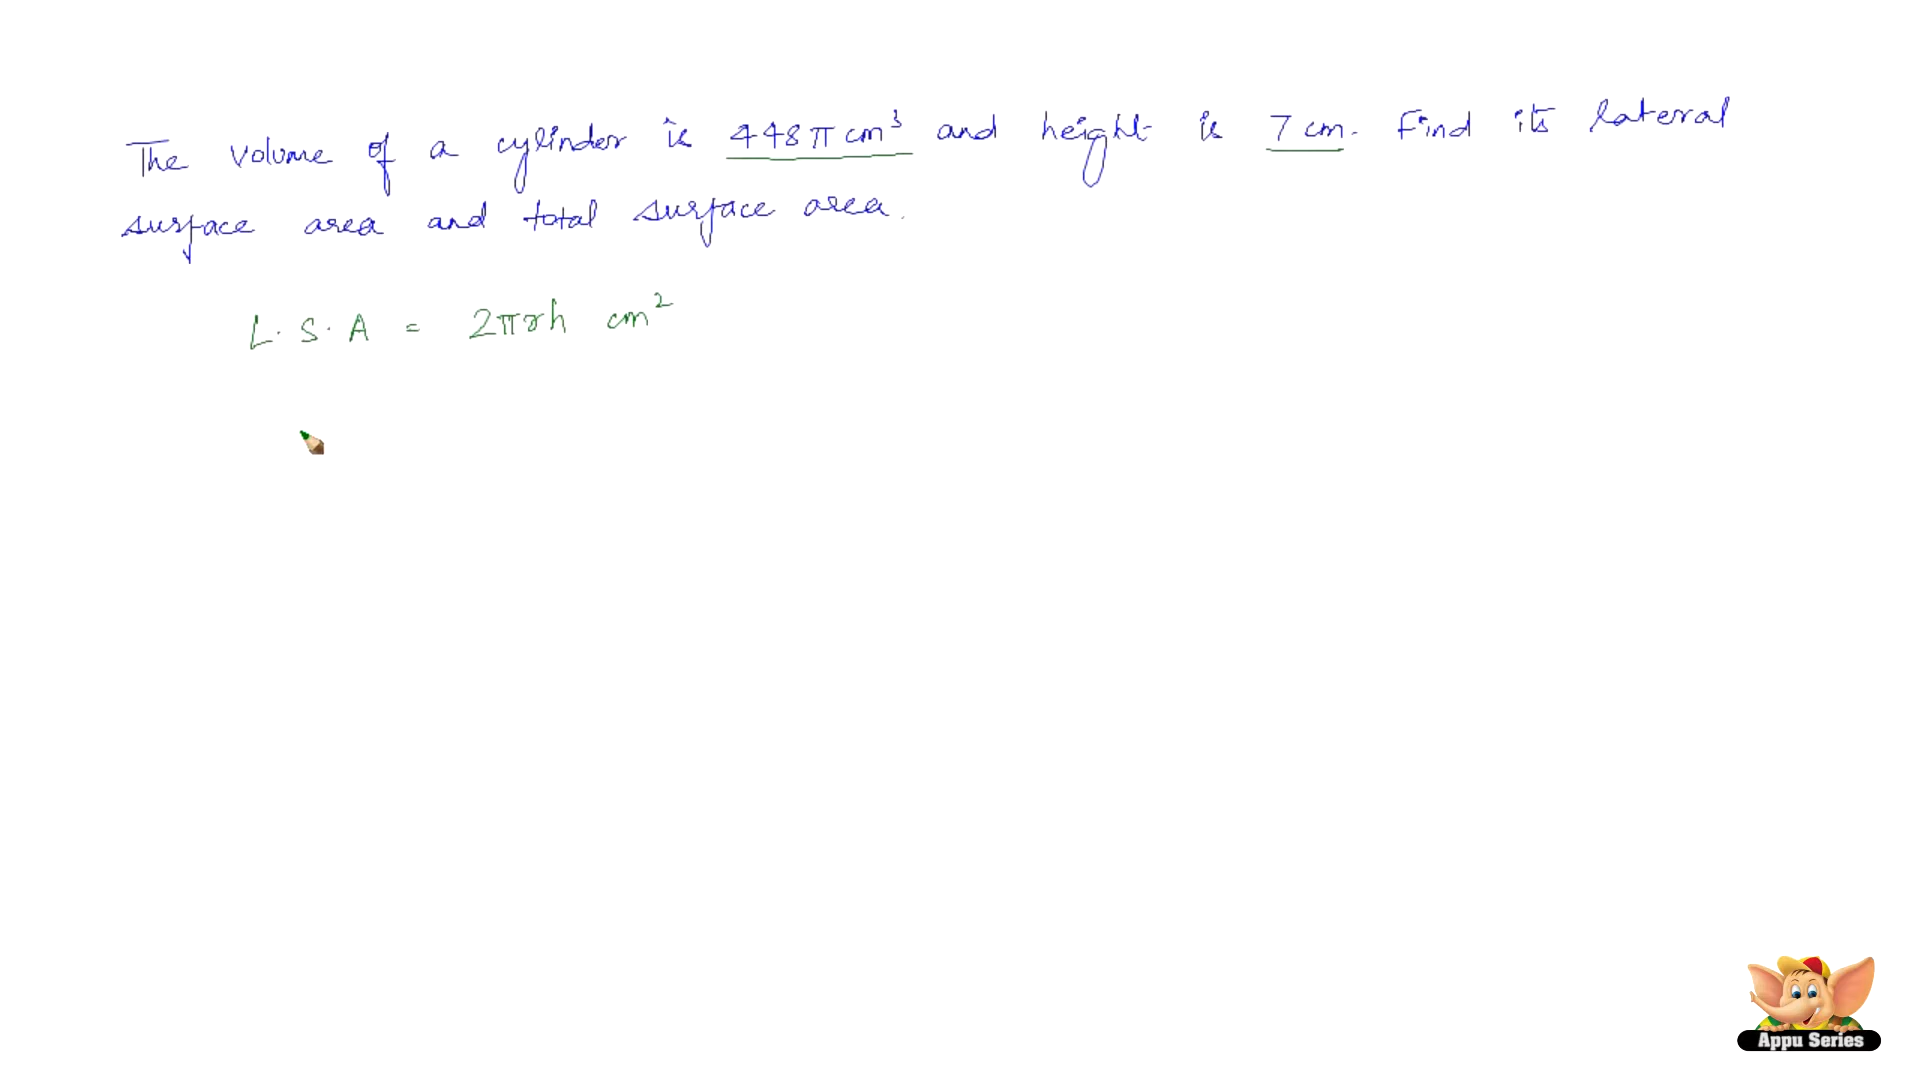 The volume of a cylinder is 448π cm³ and height is 7 cm. Find its lateral
surface area and total surface area.
L.S.A = 2πrh cm²
Appu Series